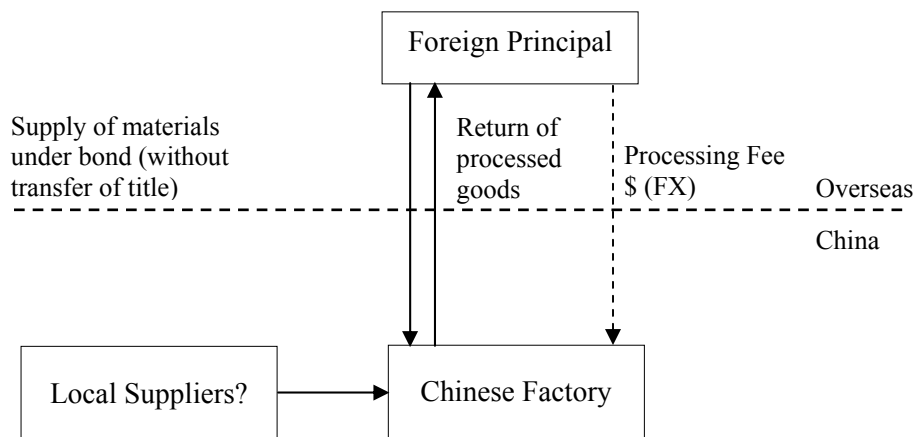 Foreign Principal
Supply of materials
under bond (without
transfer of title)
Return of
processed
goods
Processing Fee
$ (FX)
Overseas
China
Local Suppliers?
Chinese Factory